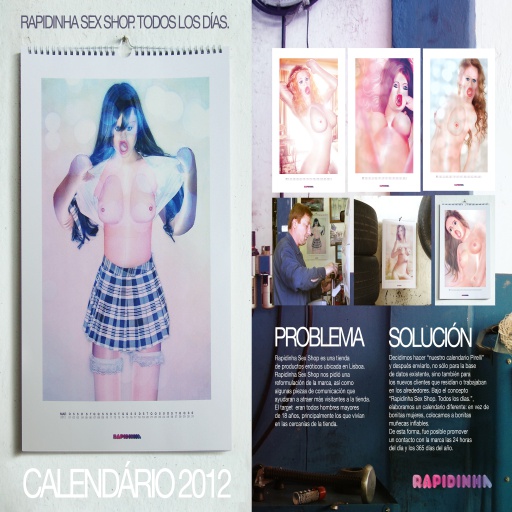 RAPIDINHA SEX SHOP. TODOS LOS DÍAS.
RAPIDINHA
CALENDÁRIO 2012
PROBLEMA
Rapidinha Sex Shop es una tienda
de productos eróticos ubicada en Lisboa.
Rapidinha Sex Shop nos pidió una
reformulación de la marca, así como
algunas piezas de comunicación que
ayudaran a atraer más visitantes a la tienda.
El target eran todos hombres mayores
de 18 años, principalmente los que vivían
en las cercanías de la tienda.
SOLUCIÓN
Decidimos hacer "nuestro calendario Pirelli"
y después enviarlo, no sólo para la base
de datos existente, sino también para
los nuevos clientes que residían o trabajaban
en los alrededores. Bajo el concepto
"Rapidinha Sex Shop. Todos los días.",
elaboramos un calendario diferente: en vez de
bonitas mujeres, colocamos a bonitas
muñecas inflables.
De esta forma, fue posible promover
un contacto con la marca las 24 horas
del día y los 365 días del año.
RAPIDINHA